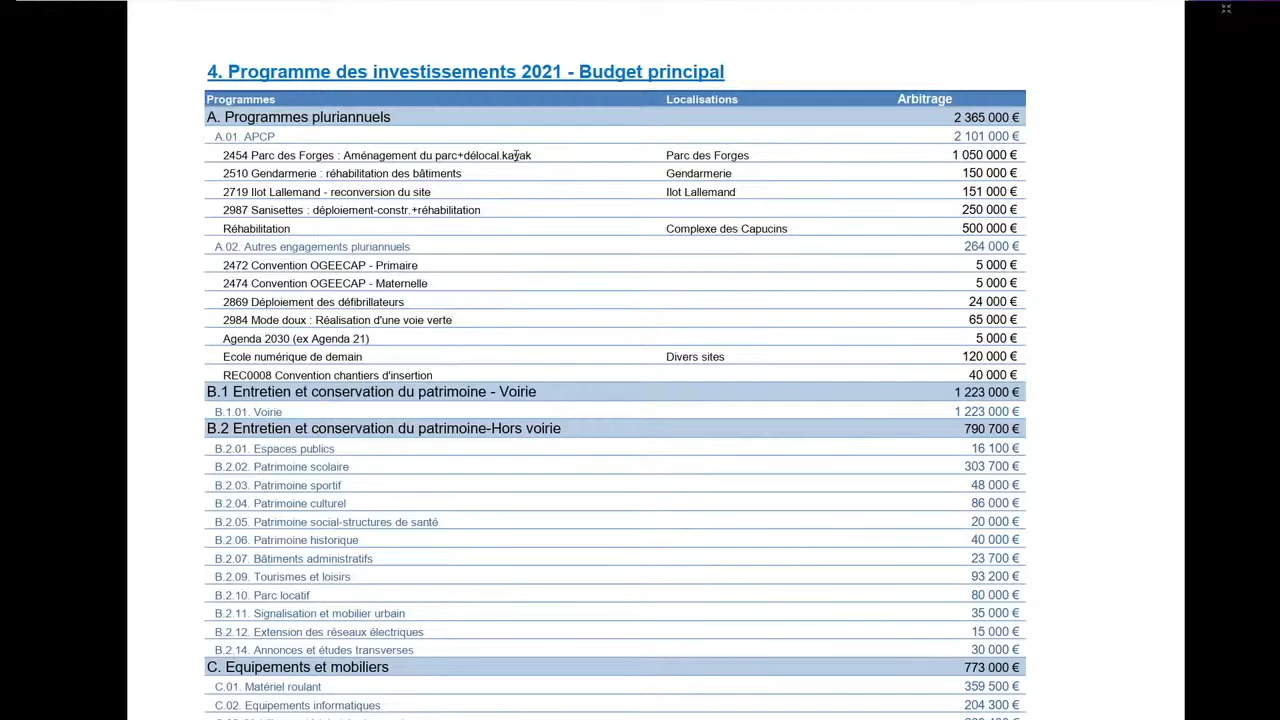 4. Programme des investissements 2021 - Budget principal
Programmes Localisations Arbitrage
A. Programmes pluriannuels 2 365 000 €
A.01. APCP 2 101 000 €
2454 Parc des Forges : Aménagement du parc+délocal.kayak Parc des Forges 1 050 000 €
2510 Gendarmerie : réhabilitation des bâtiments Gendarmerie 150 000 €
2719 Ilot Lallemand - reconversion du site Ilot Lallemand 151 000 €
2987 Sanisettes : déploiement-constr.+réhabilitation 250 000 €
Réhabilitation Complexe des Capucins 500 000 €
A.02. Autres engagements pluriannuels 264 000 €
2472 Convention OGEECAP - Primaire 5 000 €
2474 Convention OGEECAP - Maternelle 5 000 €
2869 Déploiement des défibrillateurs 24 000 €
2984 Mode doux : Réalisation d'une voie verte 65 000 €
Agenda 2030 (ex Agenda 21) 5 000 €
Ecole numérique de demain Divers sites 120 000 €
REC0008 Convention chantiers d'insertion 40 000 €
B.1 Entretien et conservation du patrimoine - Voirie 1 223 000 €
B.1.01. Voirie 1 223 000 €
B.2 Entretien et conservation du patrimoine-Hors voirie 790 700 €
B.2.01. Espaces publics 16 100 €
B.2.02. Patrimoine scolaire 303 700 €
B.2.03. Patrimoine sportif 48 000 €
B.2.04. Patrimoine culturel 86 000 €
B.2.05. Patrimoine social-structures de santé 20 000 €
B.2.06. Patrimoine historique 40 000 €
B.2.07. Bâtiments administratifs 23 700 €
B.2.09. Tourismes et loisirs 93 200 €
B.2.10. Parc locatif 80 000 €
B.2.11. Signalisation et mobilier urbain 35 000 €
B.2.12. Extension des réseaux électriques 15 000 €
B.2.14. Annonces et études transverses 30 000 €
C. Equipements et mobiliers 773 000 €
C.01. Matériel roulant 359 500 €
C.02. Equipements informatiques 204 300 €